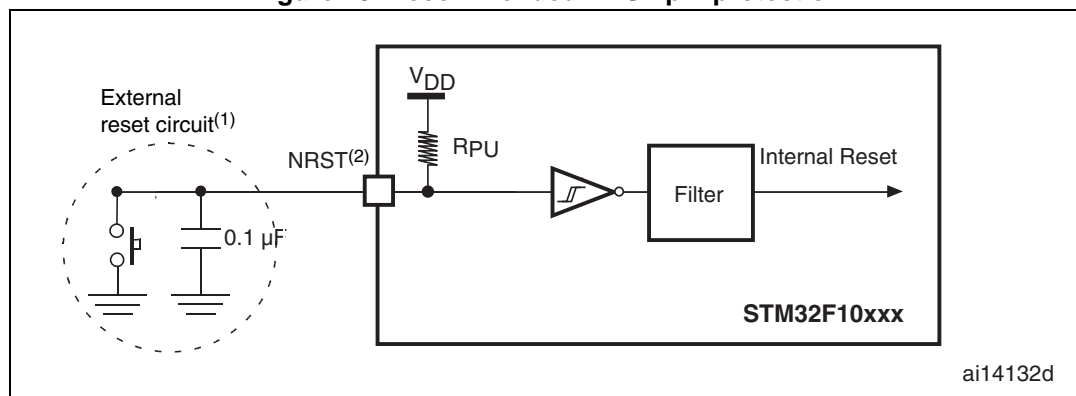 External
reset circuit(1)
VDD
RPU
NRST(2)
0.1 µF
Filter
Internal Reset
STM32F10xxx
ai14132d